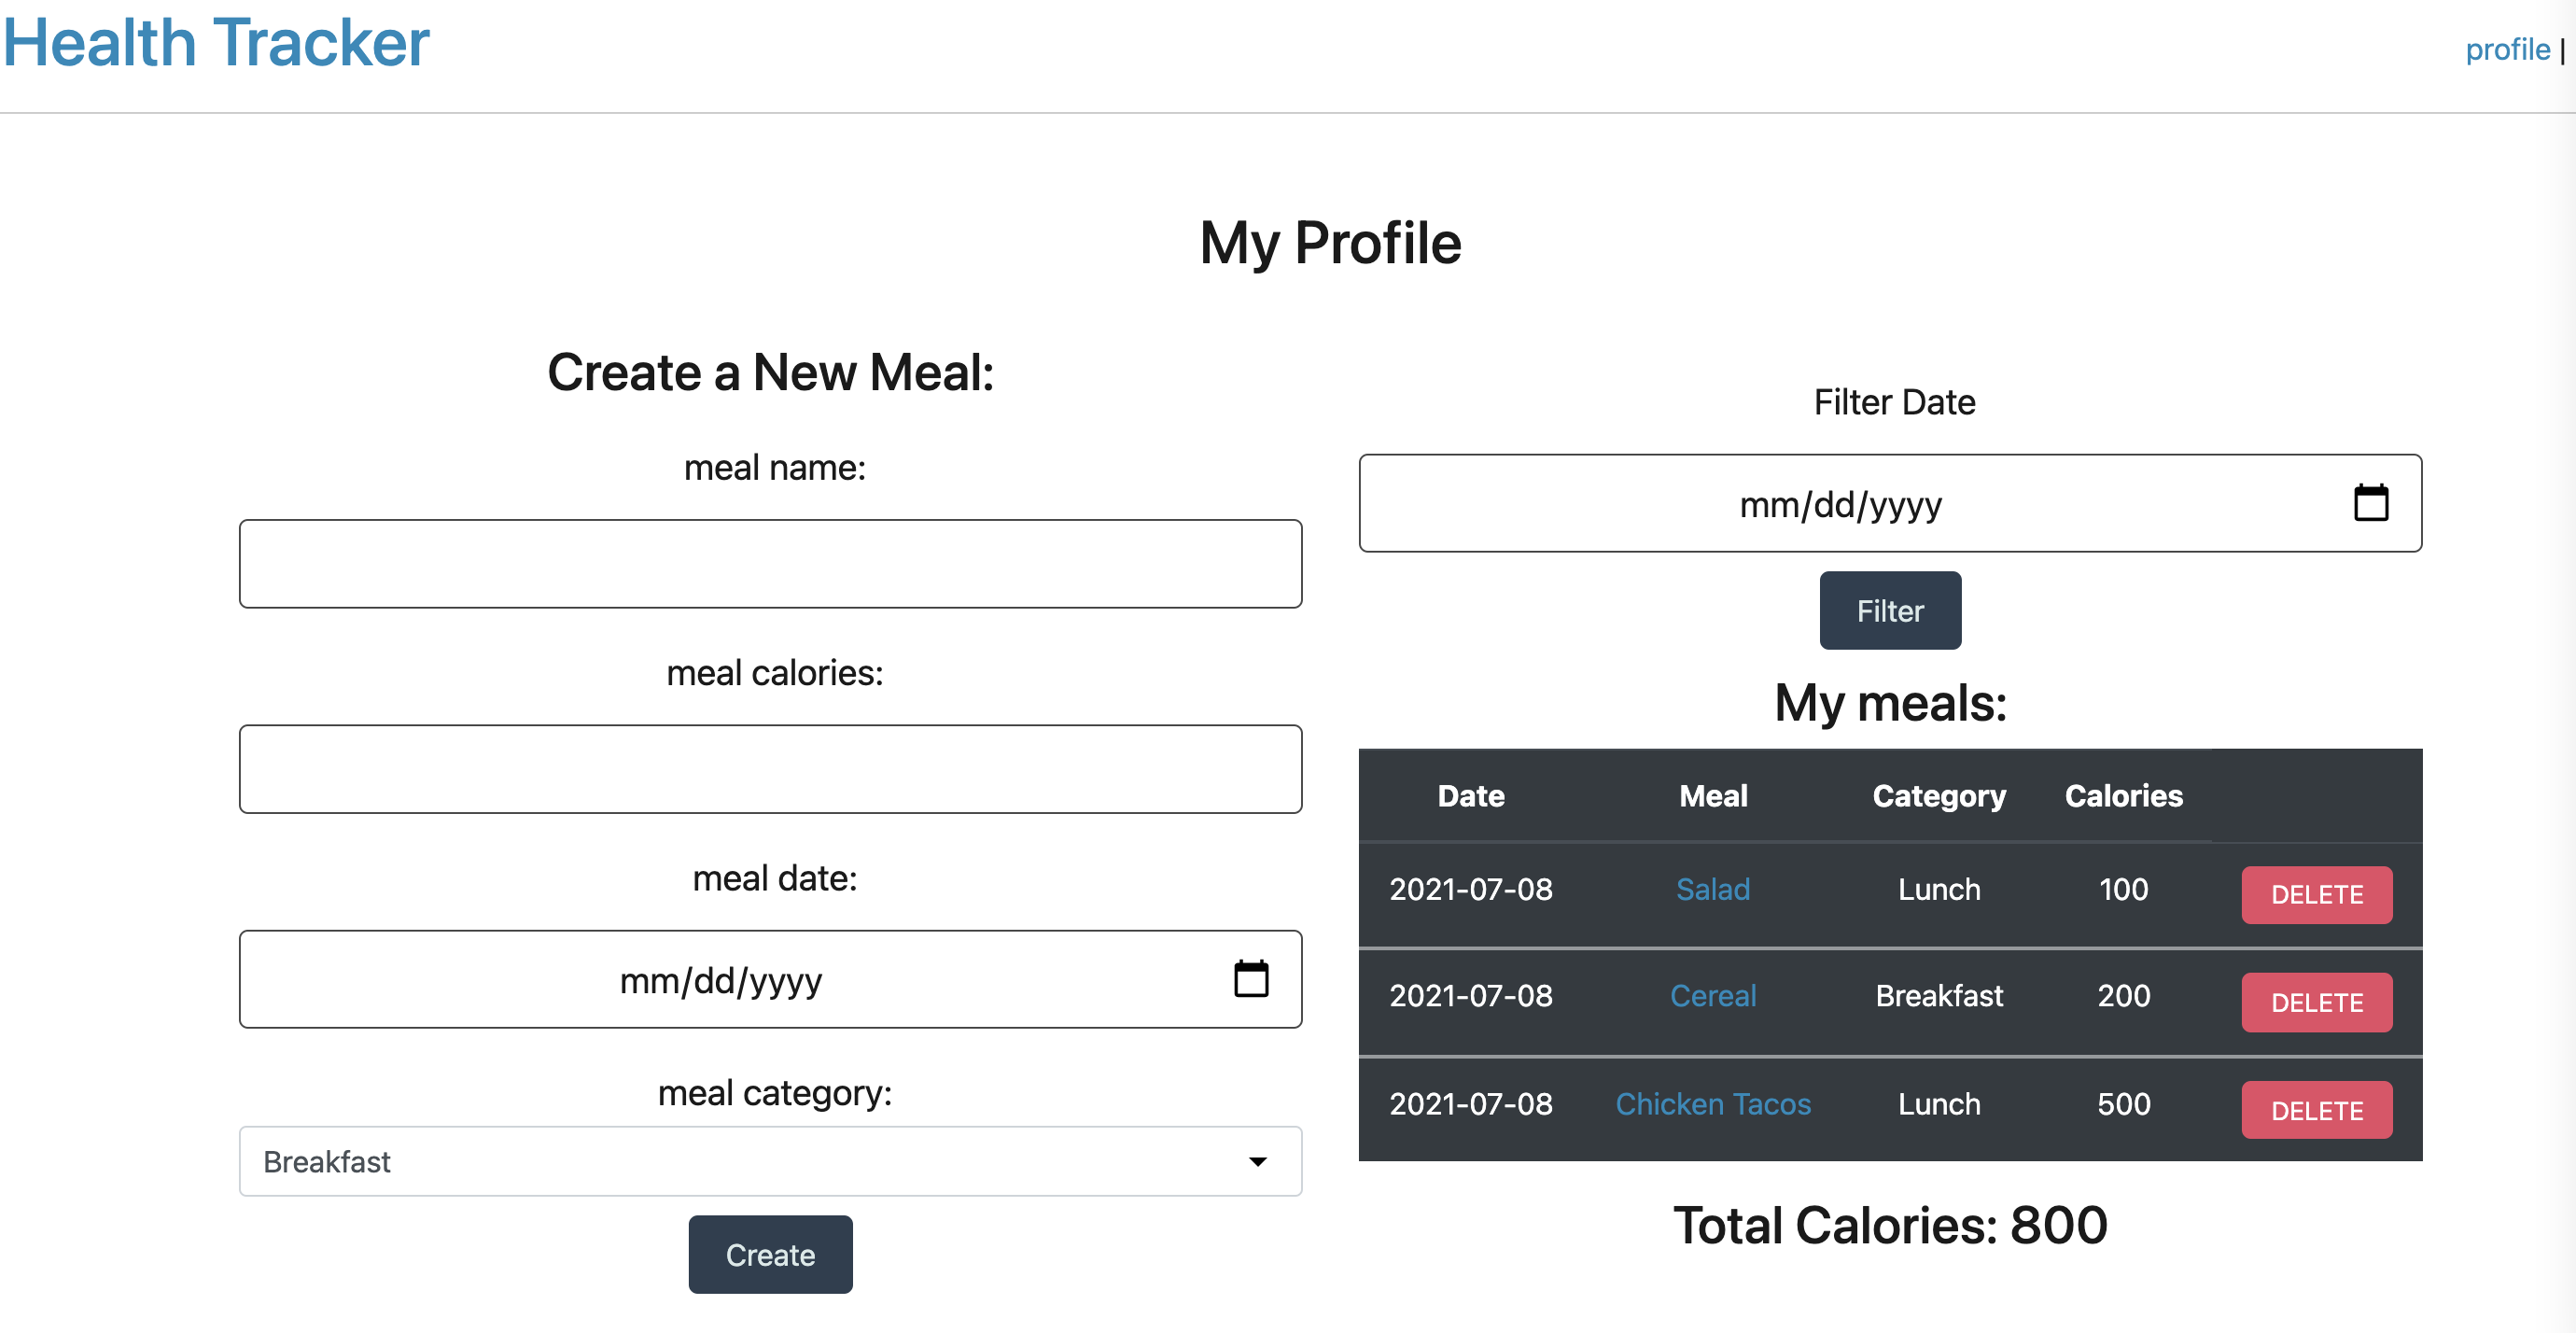 Health Tracker
profile |
My Profile
Create a New Meal:
meal name:
meal calories:
meal date:
mm/dd/yyyy
meal category:
Breakfast
Create
Filter Date
mm/dd/yyyy
Filter
My meals:
Date Meal Category Calories
2021-07-08 Salad Lunch 100 DELETE
2021-07-08 Cereal Breakfast 200 DELETE
2021-07-08 Chicken Tacos Lunch 500 DELETE
Total Calories: 800